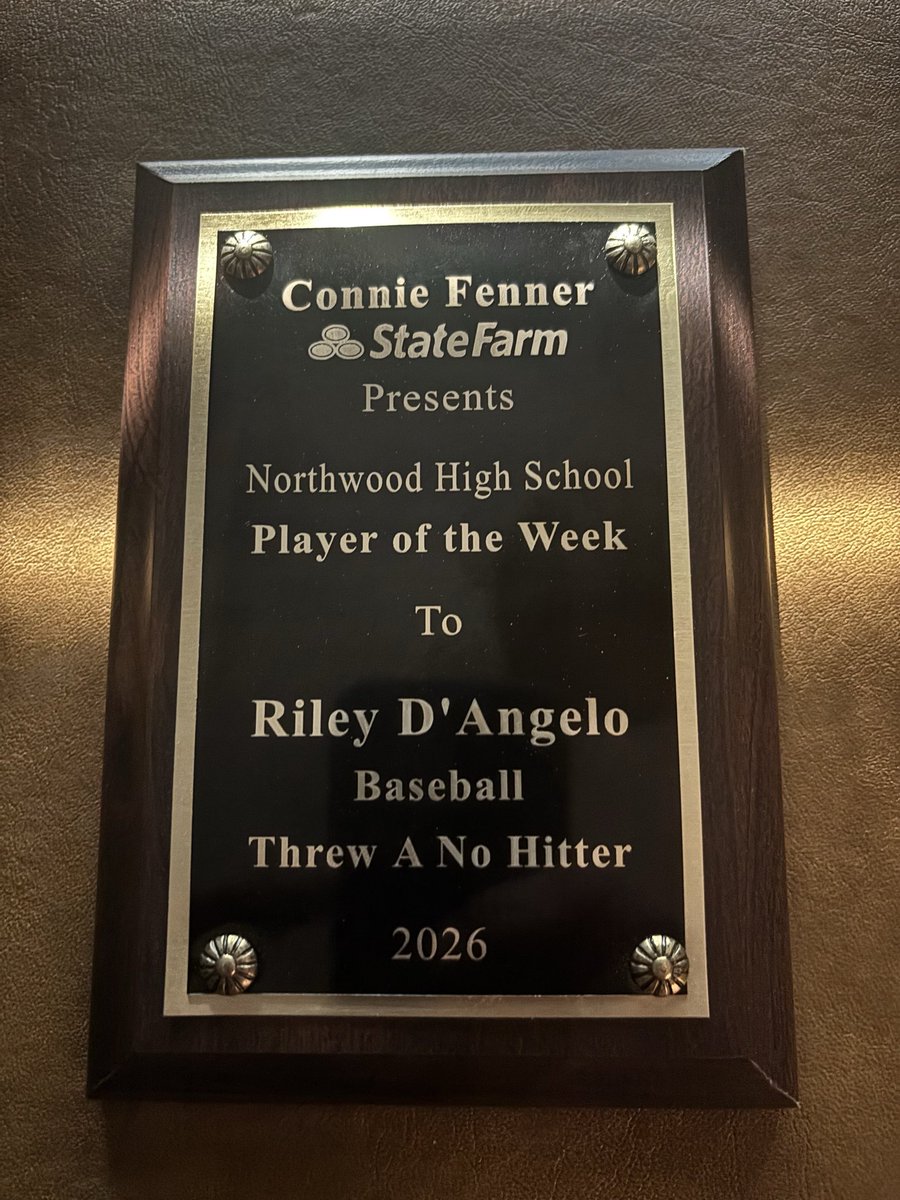 Connie Fenner
StateFarm
Presents
Northwood High School
Player of the Week
To
Riley D'Angelo
Baseball
Threw A No Hitter
2026